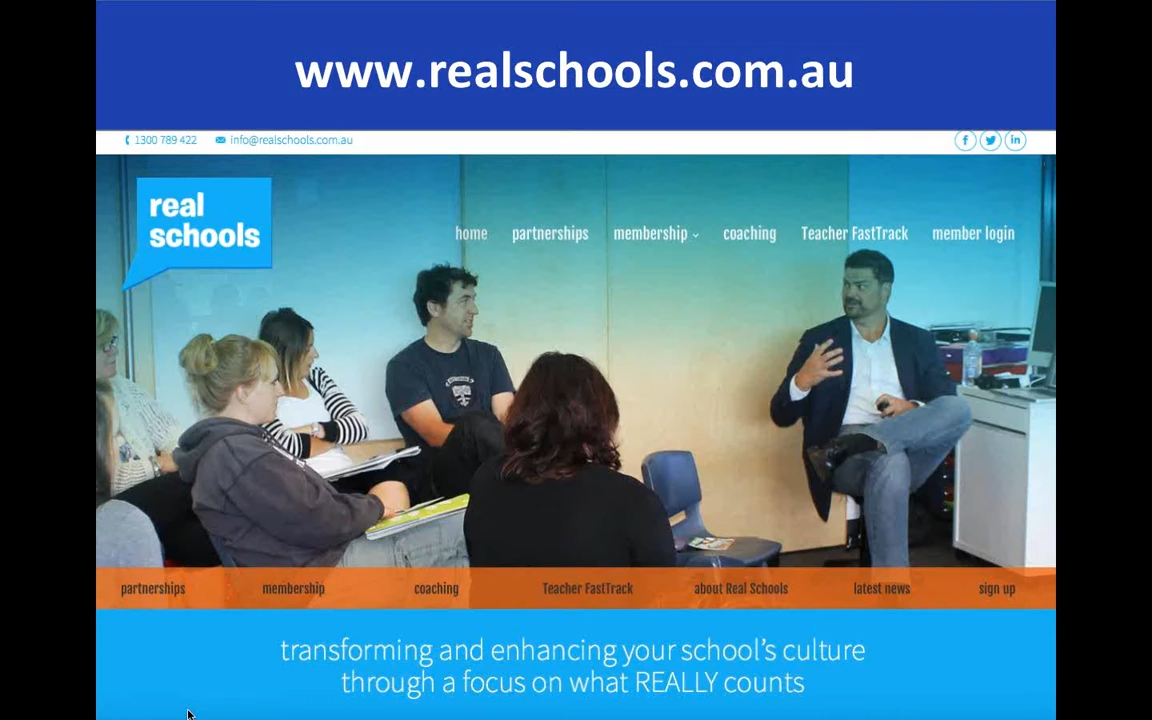 www.realschools.com.au
1300 789 422 info@realschools.com.au
real
schools
home partnerships membership coaching Teacher FastTrack member login
partnerships membership coaching Teacher FastTrack about Real Schools latest news sign up
transforming and enhancing your school's culture
through a focus on what REALLY counts